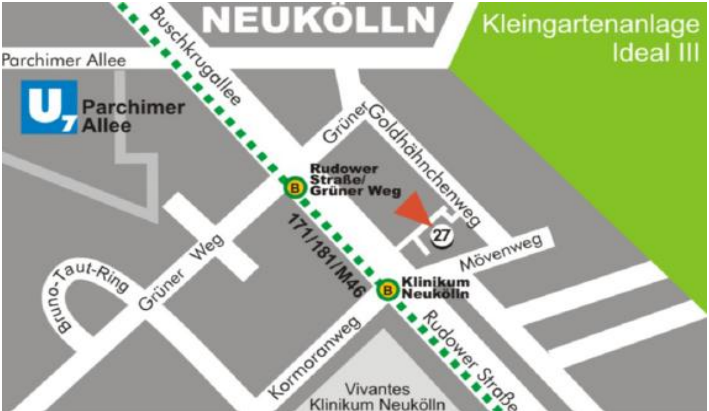 NEUKÖLLN
Kleingartenanlage
Ideal III
Buschkrugallee
Parchimer Allee
U7
Parchimer
Allee
Grüner
Goldhähnchenweg
Rudower
Straße/
Grüner Weg
B
171/181/M46
27
Mövenweg
Grüner Weg
Bruno-Taut-Ring
B
Klinikum
Neukölln
Kormoranweg
Rudower Straße
Vivantes
Klinikum Neukölln